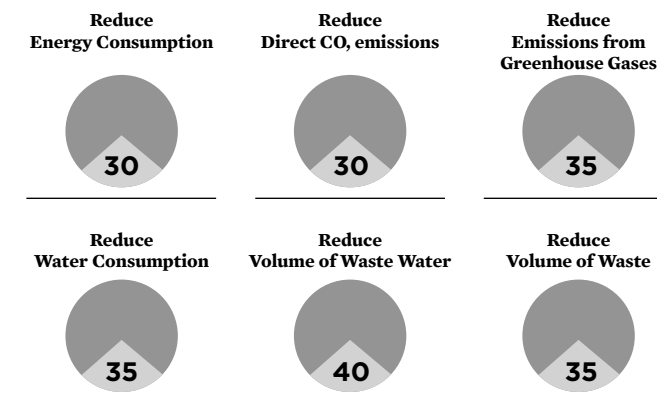 Reduce
Energy Consumption
30
Reduce
Direct CO, emissions
30
Reduce
Emissions from
Greenhouse Gases
35
Reduce
Water Consumption
35
Reduce
Volume of Waste Water
40
Reduce
Volume of Waste
35